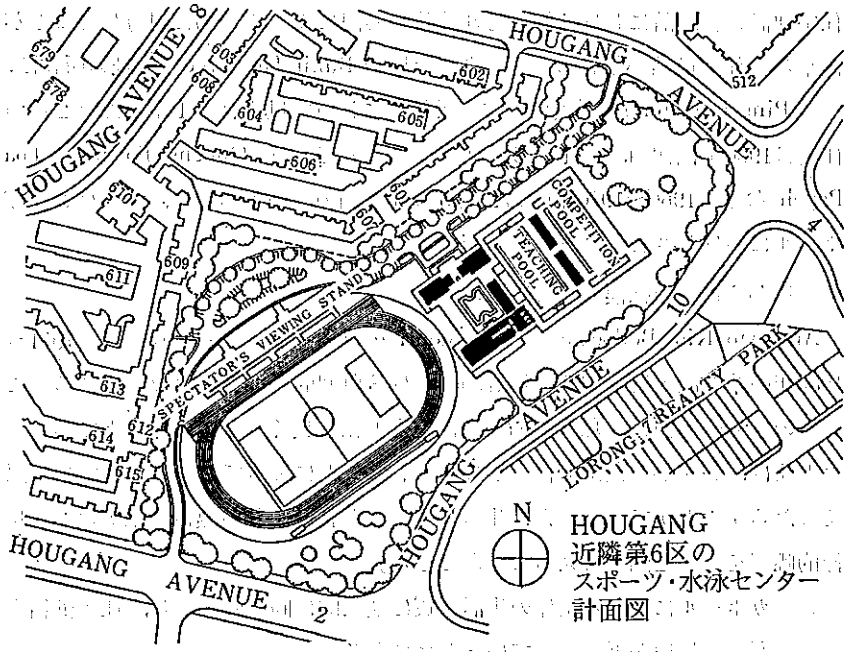 HOUGANG AVENUE
4
512
HOUGANG AVENUE 8
679
678
603
608
602
605
604
606
601
607
610
611
609
613
612
614
615
COMPETITION POOL
TEACHING POOL
SPECTATOR'S VIEWING STAND
HOUGANG AVENUE 10
LORONG 7 REALTY PARK
HOUGANG AVENUE 2
N
HOUGANG
近隣第6区の
スポーツ・水泳センター
計画図